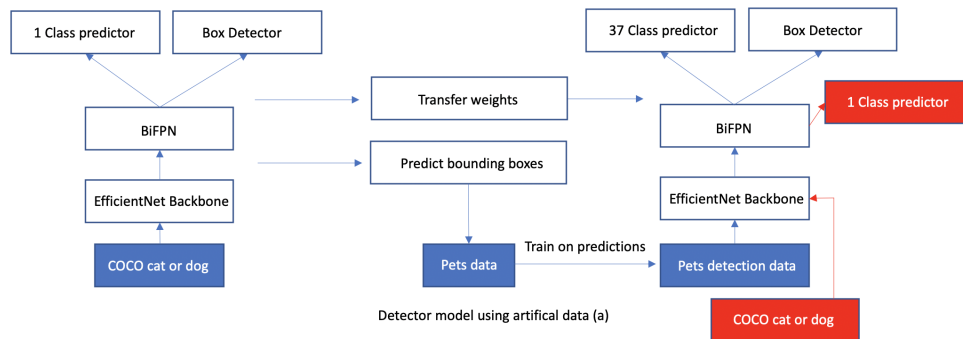 1 Class predictor
Box Detector
37 Class predictor
Box Detector
Transfer weights
1 Class predictor
BiFPN
BiFPN
Predict bounding boxes
EfficientNet Backbone
EfficientNet Backbone
COCO cat or dog
Pets data
Train on predictions
Pets detection data
Detector model using artifical data (a)
COCO cat or dog